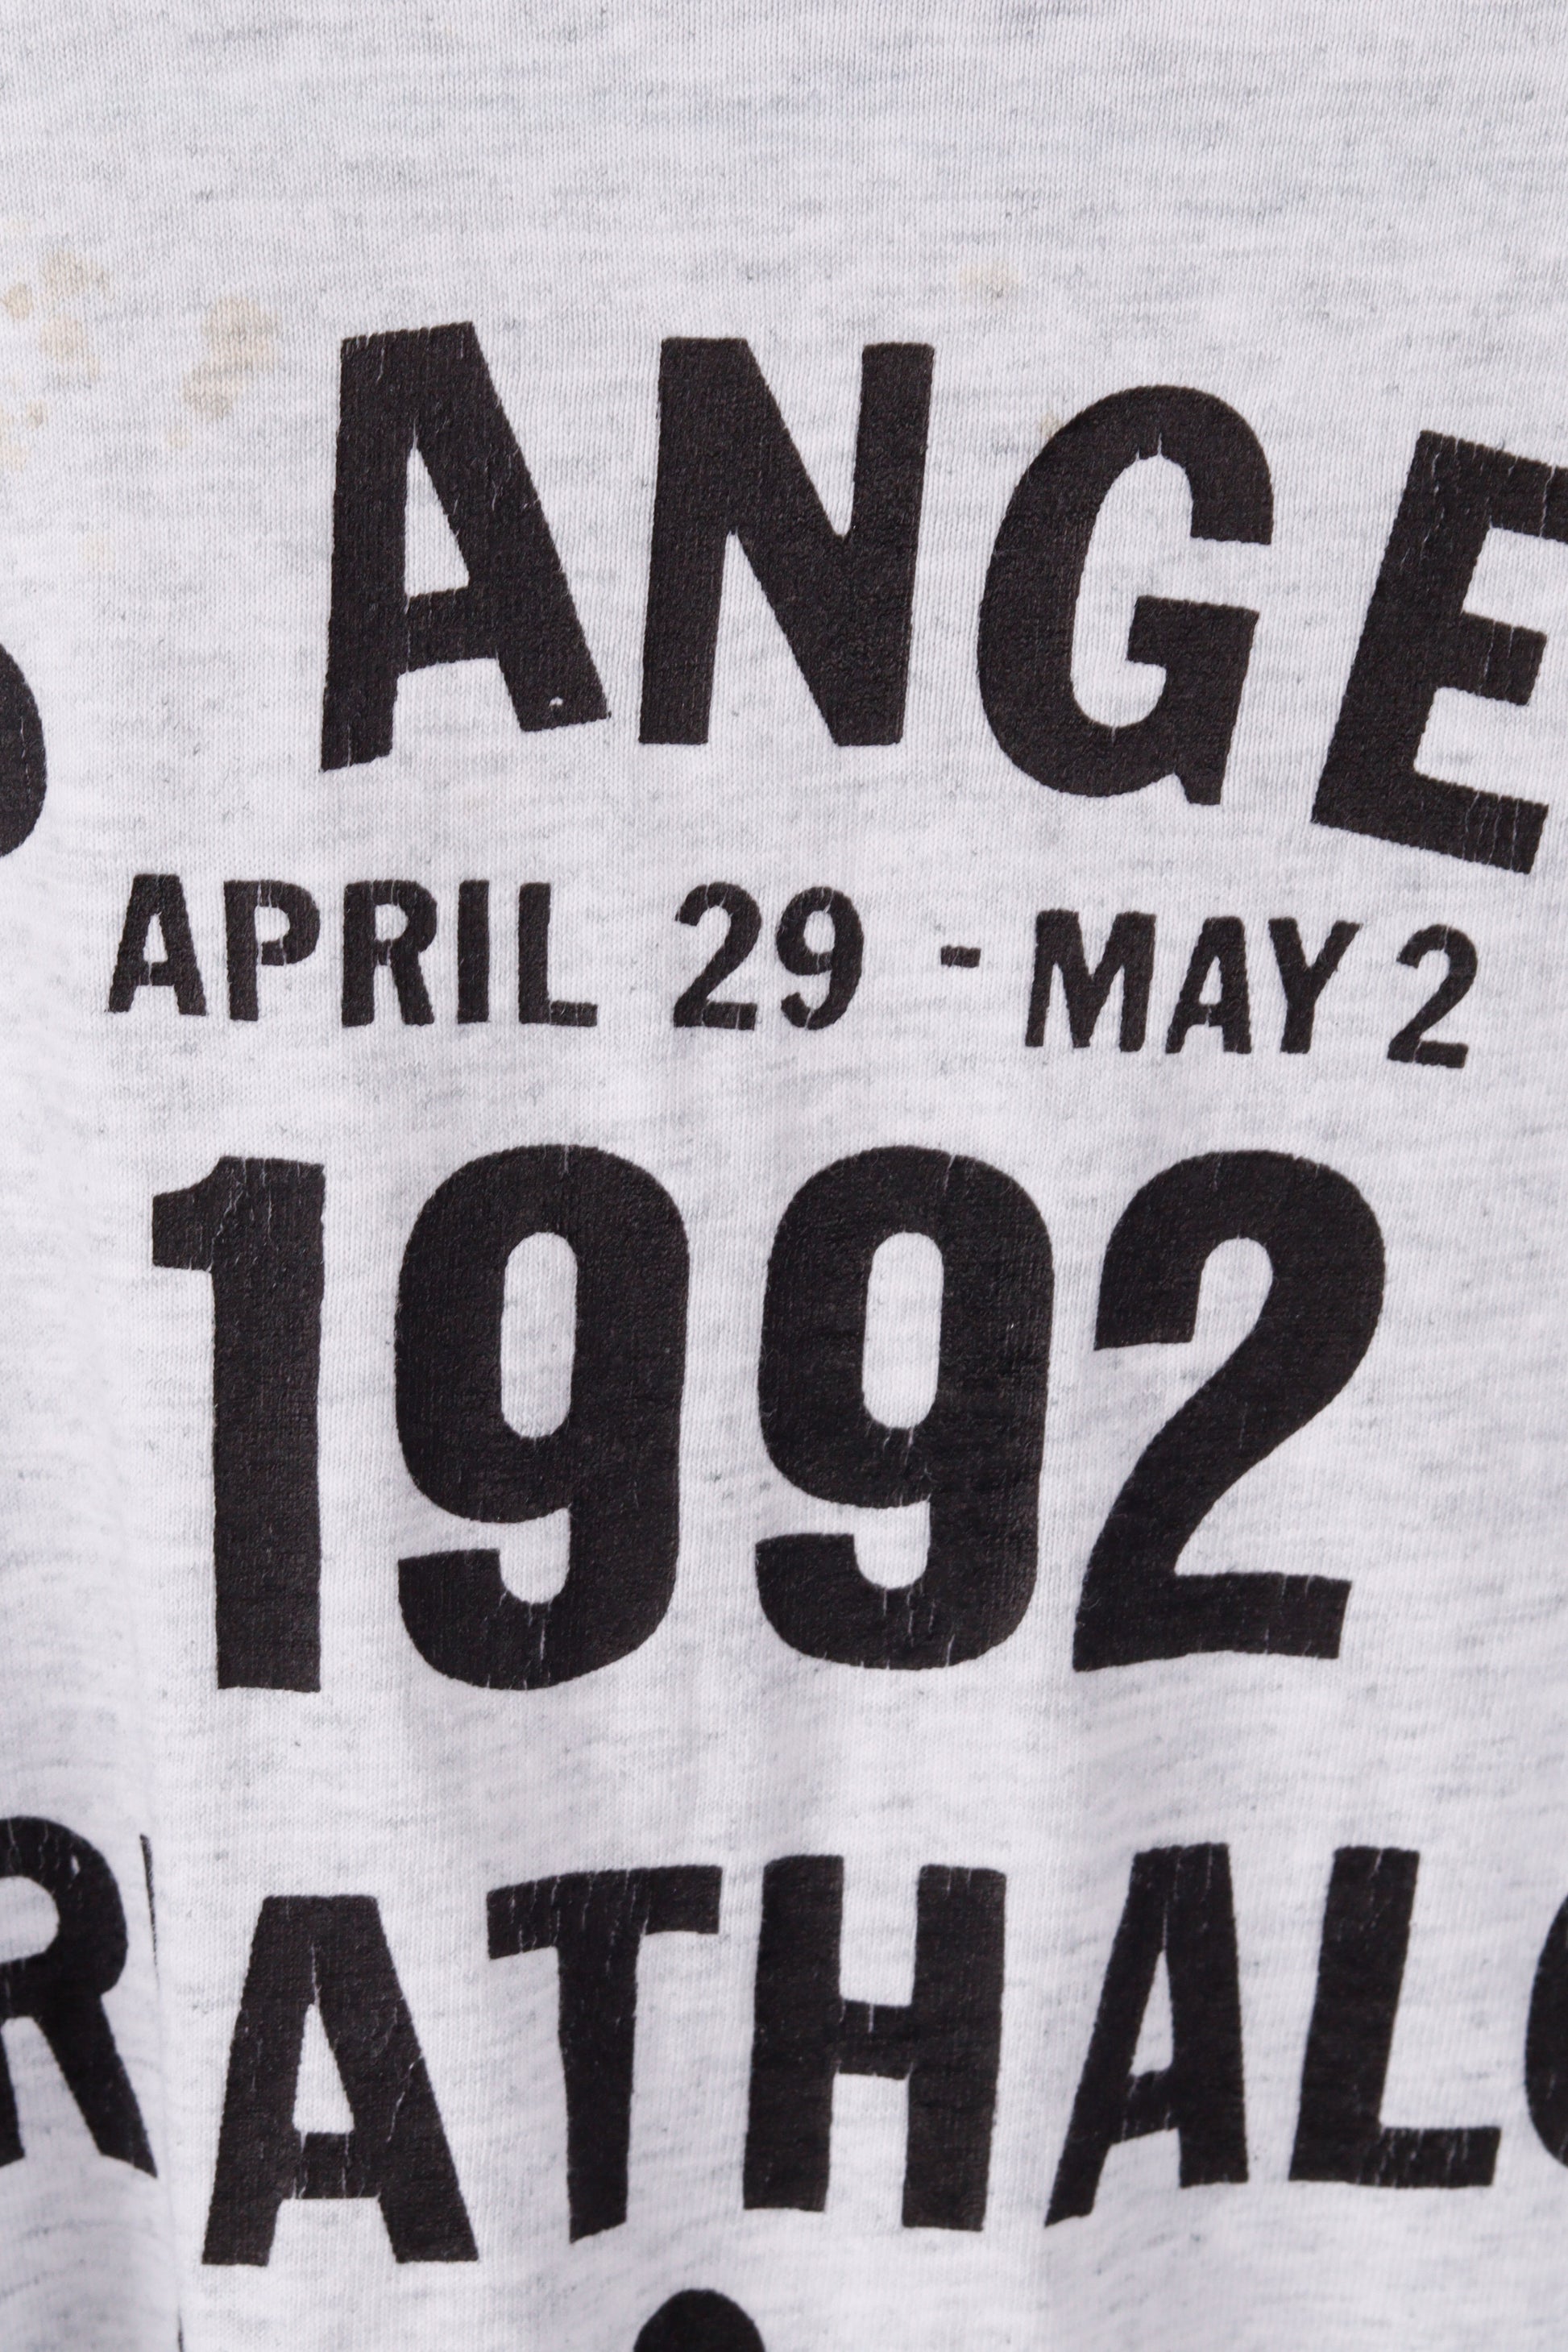 S ANGE
APRIL 29 - MAY 2
1992
R ATHAL